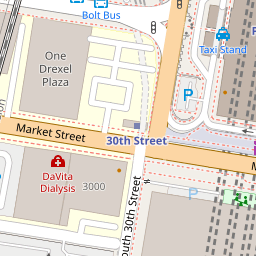 Bolt Bus
One
Drexel
Plaza
Taxi Stand
P
Market Street
30th Street
DaVita
Dialysis
3000
P
South 30th Street